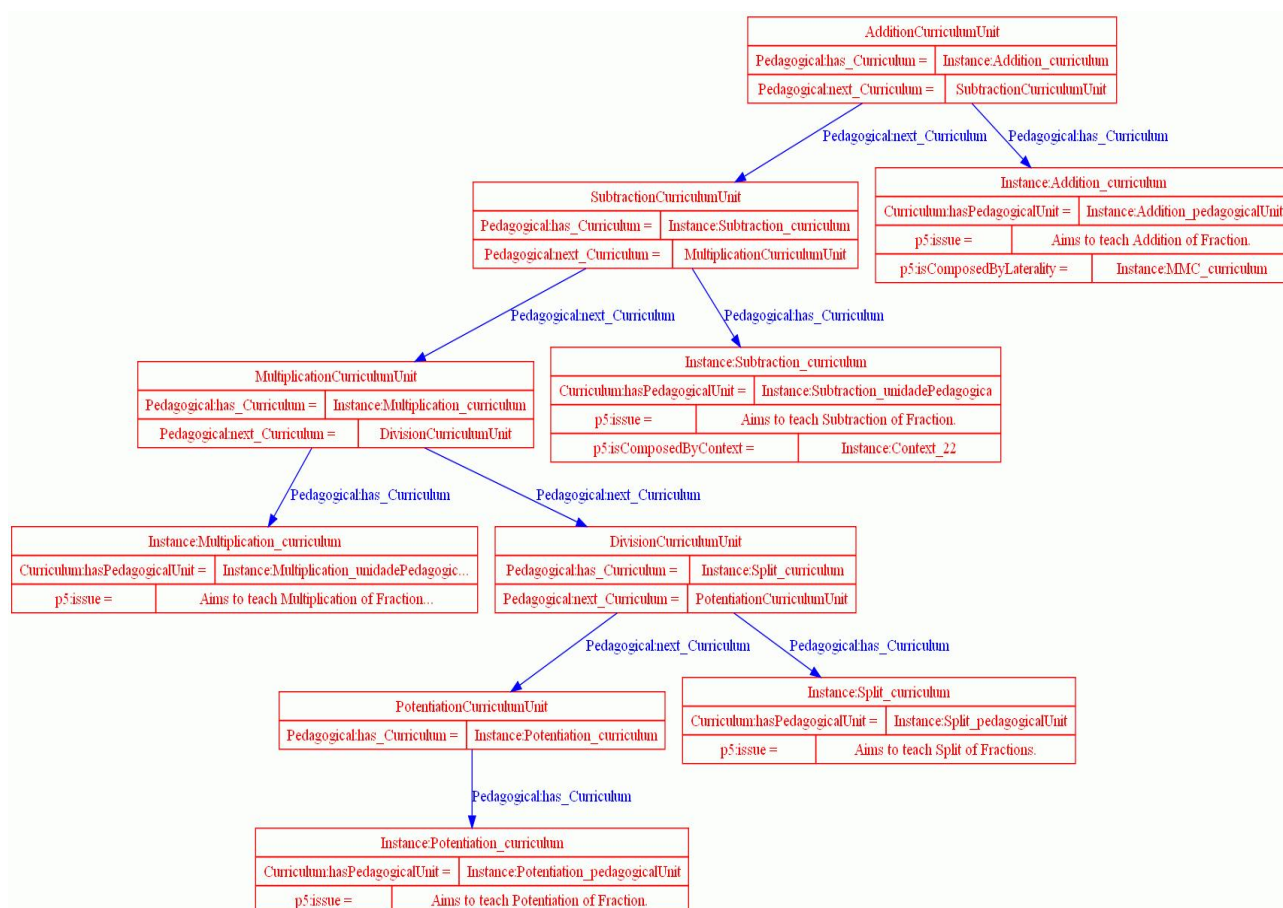 AdditionCurriculumUnit
Pedagogical:has_Curriculum = Instance:Addition_curriculum
Pedagogical:next_Curriculum = SubtractionCurriculumUnit
Pedagogical:next_Curriculum
Pedagogical:has_Curriculum
SubtractionCurriculumUnit
Pedagogical:has_Curriculum = Instance:Subtraction_curriculum
Pedagogical:next_Curriculum = MultiplicationCurriculumUnit
Instance:Addition_curriculum
Curriculum:hasPedagogicalUnit = Instance:Addition_pedagogicalUnit
p5:issue = Aims to teach Addition of Fraction.
p5:isComposedByLaterality = Instance:MMC_curriculum
Pedagogical:next_Curriculum
Pedagogical:has_Curriculum
MultiplicationCurriculumUnit
Pedagogical:has_Curriculum = Instance:Multiplication_curriculum
Pedagogical:next_Curriculum = DivisionCurriculumUnit
Instance:Subtraction_curriculum
Curriculum:hasPedagogicalUnit = Instance:Subtraction_unidadePedagogica
p5:issue = Aims to teach Subtraction of Fraction.
p5:isComposedByContext = Instance:Context_22
Pedagogical:has_Curriculum
Pedagogical:next_Curriculum
Instance:Multiplication_curriculum
Curriculum:hasPedagogicalUnit = Instance:Multiplication_unidadePedagogic...
p5:issue = Aims to teach Multiplication of Fraction...
DivisionCurriculumUnit
Pedagogical:has_Curriculum = Instance:Split_curriculum
Pedagogical:next_Curriculum = PotentiationCurriculumUnit
Pedagogical:next_Curriculum
Pedagogical:has_Curriculum
PotentiationCurriculumUnit
Pedagogical:has_Curriculum = Instance:Potentiation_curriculum
Instance:Split_curriculum
Curriculum:hasPedagogicalUnit = Instance:Split_pedagogicalUnit
p5:issue = Aims to teach Split of Fractions.
Pedagogical:has_Curriculum
Instance:Potentiation_curriculum
Curriculum:hasPedagogicalUnit = Instance:Potentiation_pedagogicalUnit
p5:issue = Aims to teach Potentiation of Fraction.